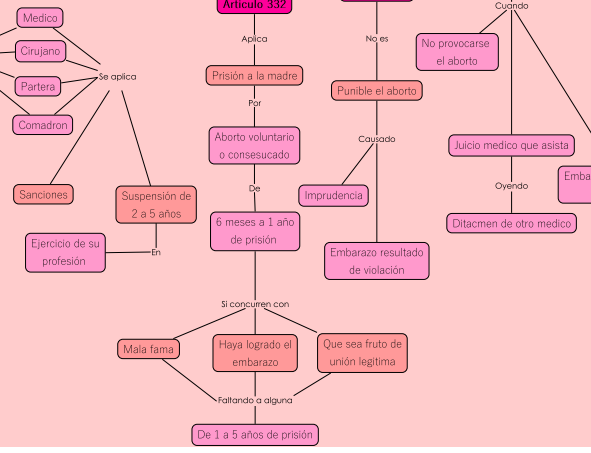 Medico
Cirujano
Partera
Comadron
Se aplica
Sanciones
Suspensión de
2 a 5 años
En
Ejercicio de su
profesión
Articulo 332
Aplica
Prisión a la madre
Por
Aborto voluntario
o consesucado
De
6 meses a 1 año
de prisión
Si concurren con
Mala fama
Haya logrado el
embarazo
Que sea fruto de
unión legitima
Faltando a alguna
De 1 a 5 años de prisión
No es
Punible el aborto
Causado
Imprudencia
Embarazo resultado
de violación
Cuando
No provocarse
el aborto
Juicio medico que asista
Oyendo
Ditacmen de otro medico
Emba